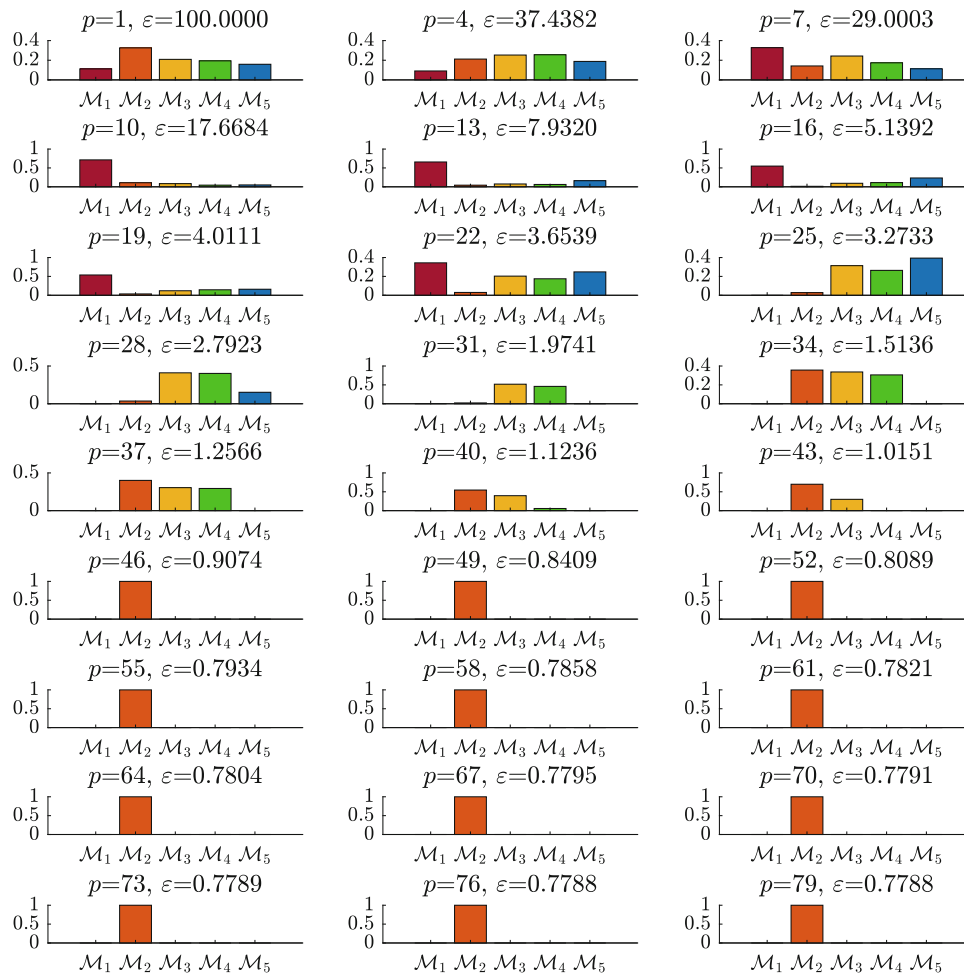 p=1, ε=100.0000 p=4, ε=37.4382 p=7, ε=29.0003
0.4 0.4 0.4
0.2 0.2 0.2
0 0 0
M₁ M₂ M₃ M₄ M₅ M₁ M₂ M₃ M₄ M₅ M₁ M₂ M₃ M₄ M₅
p=10, ε=17.6684 p=13, ε=7.9320 p=16, ε=5.1392
1 1 1
0.5 0.5 0.5
0 0 0
M₁ M₂ M₃ M₄ M₅ M₁ M₂ M₃ M₄ M₅ M₁ M₂ M₃ M₄ M₅
p=19, ε=4.0111 p=22, ε=3.6539 p=25, ε=3.2733
1 0.4 0.4
0.5 0.2 0.2
0 0 0
M₁ M₂ M₃ M₄ M₅ M₁ M₂ M₃ M₄ M₅ M₁ M₂ M₃ M₄ M₅
p=28, ε=2.7923 p=31, ε=1.9741 p=34, ε=1.5136
0.5 1 0.4
0.5 0.2
0 0 0
M₁ M₂ M₃ M₄ M₅ M₁ M₂ M₃ M₄ M₅ M₁ M₂ M₃ M₄ M₅
p=37, ε=1.2566 p=40, ε=1.1236 p=43, ε=1.0151
0.5 1 1
0.5 0.5
0 0 0
M₁ M₂ M₃ M₄ M₅ M₁ M₂ M₃ M₄ M₅ M₁ M₂ M₃ M₄ M₅
p=46, ε=0.9074 p=49, ε=0.8409 p=52, ε=0.8089
1 1 1
0.5 0.5 0.5
0 0 0
M₁ M₂ M₃ M₄ M₅ M₁ M₂ M₃ M₄ M₅ M₁ M₂ M₃ M₄ M₅
p=55, ε=0.7934 p=58, ε=0.7858 p=61, ε=0.7821
1 1 1
0.5 0.5 0.5
0 0 0
M₁ M₂ M₃ M₄ M₅ M₁ M₂ M₃ M₄ M₅ M₁ M₂ M₃ M₄ M₅
p=64, ε=0.7804 p=67, ε=0.7795 p=70, ε=0.7791
1 1 1
0.5 0.5 0.5
0 0 0
M₁ M₂ M₃ M₄ M₅ M₁ M₂ M₃ M₄ M₅ M₁ M₂ M₃ M₄ M₅
p=73, ε=0.7789 p=76, ε=0.7788 p=79, ε=0.7788
1 1 1
0.5 0.5 0.5
0 0 0
M₁ M₂ M₃ M₄ M₅ M₁ M₂ M₃ M₄ M₅ M₁ M₂ M₃ M₄ M₅